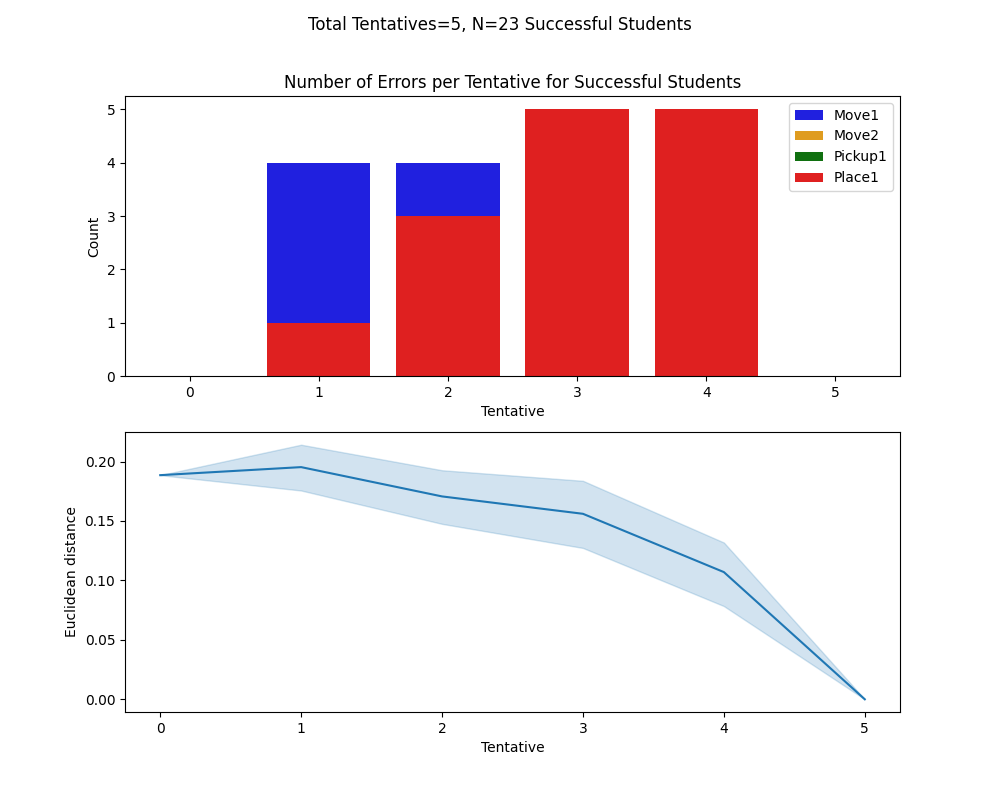 Total Tentatives=5, N=23 Successful Students
Number of Errors per Tentative for Successful Students
5
4
3
2
1
0
Count
Move1
Move2
Pickup1
Place1
0 1 2 3 4 5
Tentative
0.20
0.15
0.10
0.05
0.00
Euclidean distance
0 1 2 3 4 5
Tentative